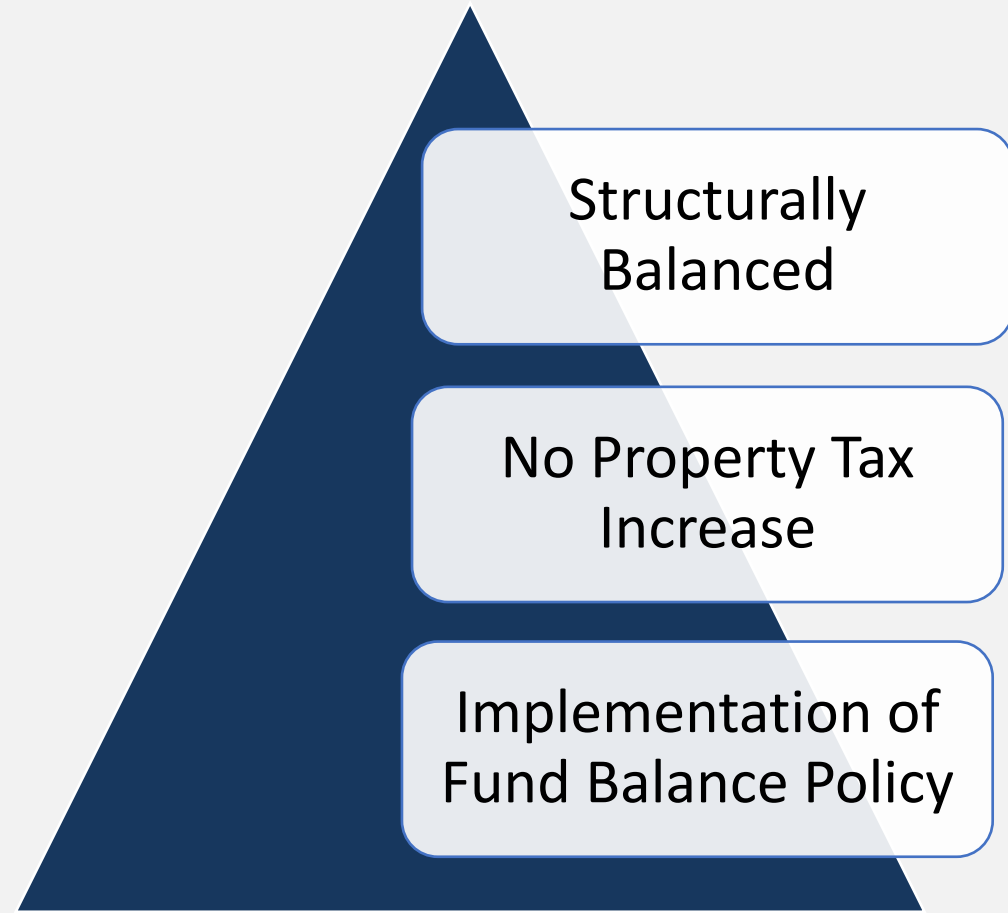 Structurally
Balanced
No Property Tax
Increase
Implementation of
Fund Balance Policy